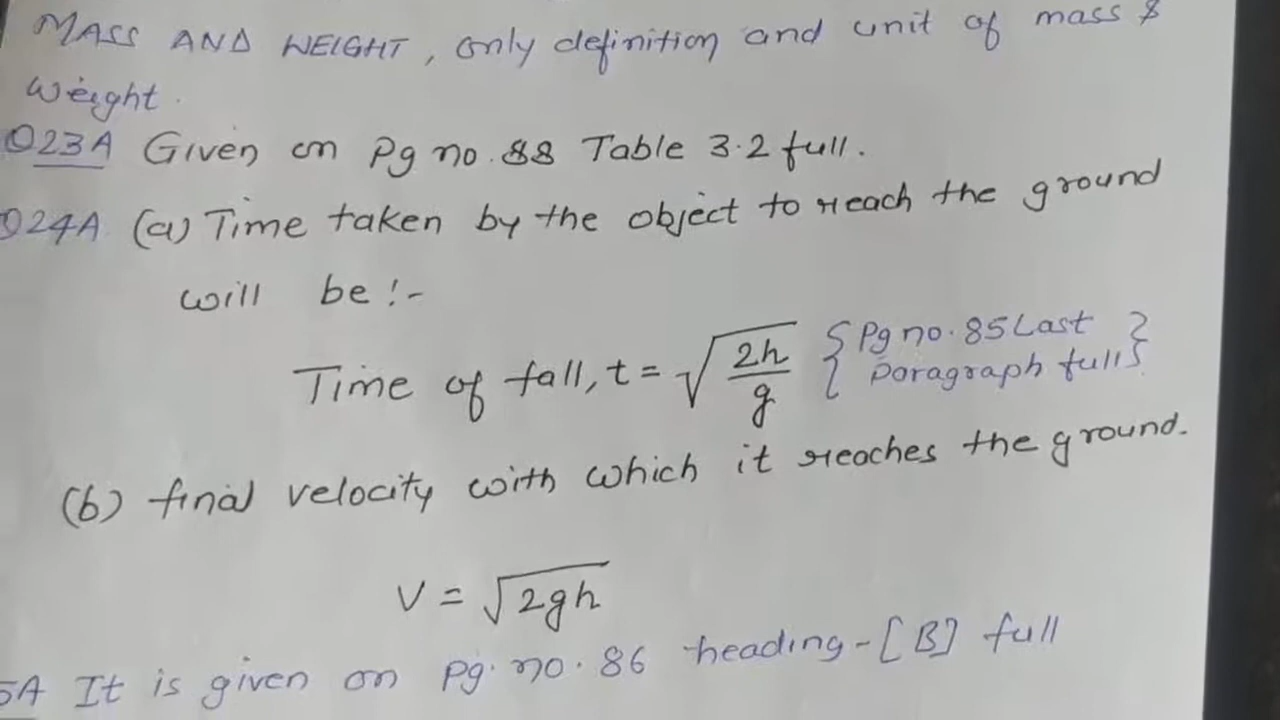 MASS AND WEIGHT, only definition and unit of mass &
weight.
Q23A Given on Pg no. 88 Table 3.2 full.
Q24A (a) Time taken by the object to reach the ground
will be :-
Time of fall, t = √(2h/g) {Pg no. 85 Last
Paragraph full}
(b) final velocity with which it reaches the ground.
V = √2gh
5A It is given on Pg. no. 86 heading - [B] full